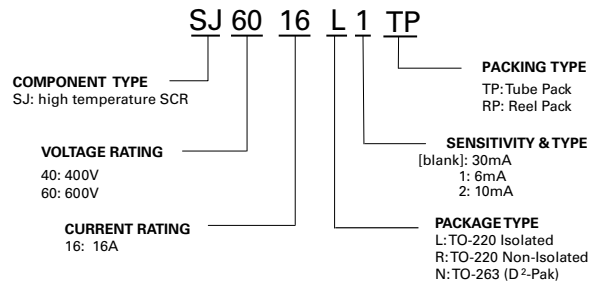 SJ 60 16 L 1 TP
COMPONENT TYPE
SJ: high temperature SCR
VOLTAGE RATING
40: 400V
60: 600V
CURRENT RATING
16: 16A
PACKING TYPE
TP: Tube Pack
RP: Reel Pack
SENSITIVITY & TYPE
[blank]: 30mA
1: 6mA
2: 10mA
PACKAGE TYPE
L: TO-220 Isolated
R: TO-220 Non-Isolated
N: TO-263 (D²-Pak)